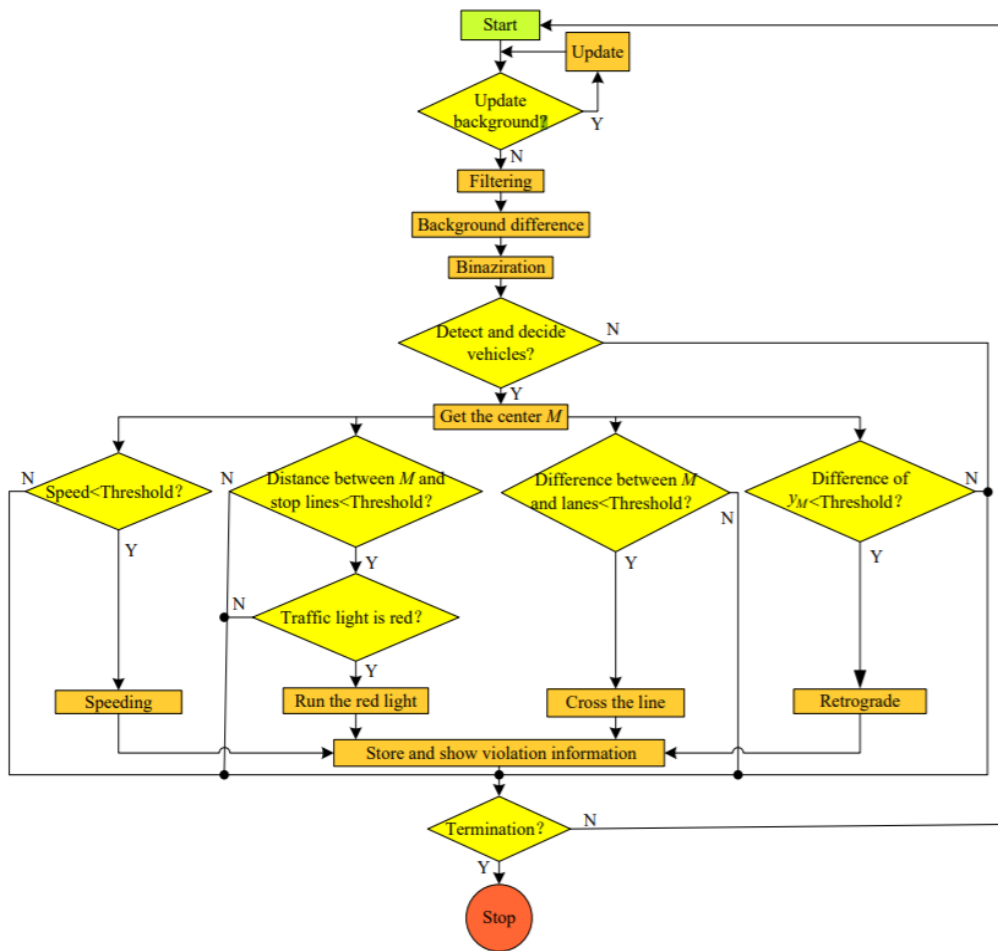 Start
Update
Update
background?
Y
N
Filtering
Background difference
Binaziration
Detect and decide
vehicles?
N
Y
Get the center M
N
Speed<Threshold?
Y
N
Distance between M and
stop lines<Threshold?
Y
Difference between M
and lanes<Threshold?
N
Y
Difference of
yM<Threshold?
N
Y
N
Traffic light is red?
Y
Speeding
Run the red light
Cross the line
Retrograde
Store and show violation information
Termination?
N
Y
Stop